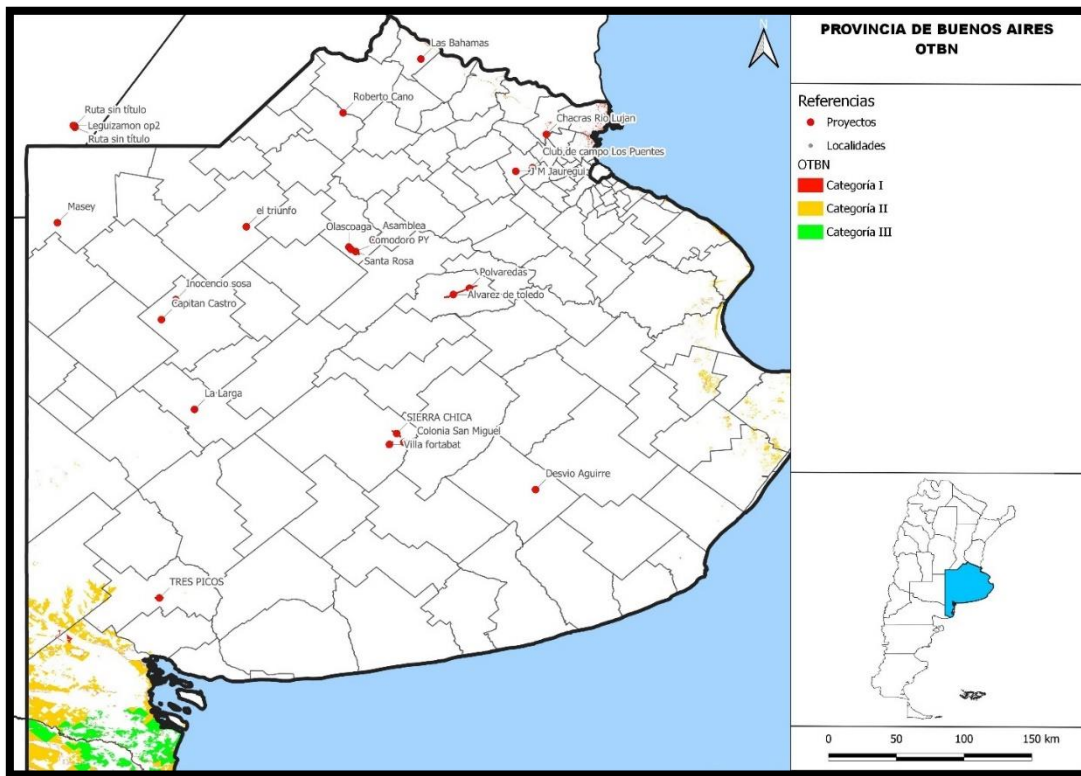 PROVINCIA DE BUENOS AIRES
OTBN
Referencias
Proyectos
Localidades
OTBN
Categoría I
Categoría II
Categoría III
N
Las Bahamas
Roberto Cano
Ruta sin título
Leguizamon op2
Ruta sin título
Chacras Rio Lujan
Club de campo Los Puentes
J M Jauregui
Masey
el triunfo
Olascoaga
Asamblea
Comodoro PY
Santa Rosa
Polvaredas
Alvarez de toledo
Inocencio sosa
Capitan Castro
La Larga
SIERRA CHICA
Colonia San Miguel
Villa fortabat
Desvio Aguirre
TRES PICOS
0 50 100 150 km